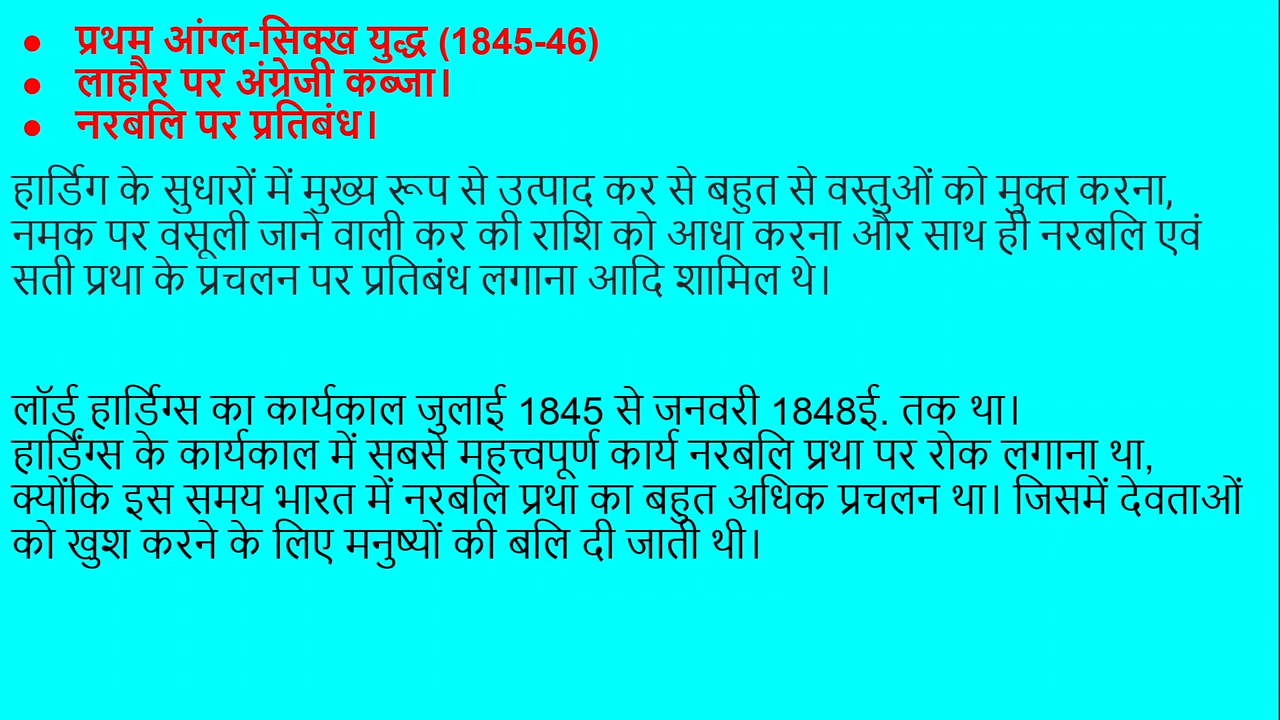 ● प्रथम आंग्ल-सिक्ख युद्ध (1845-46)
● लाहौर पर अंग्रेजी कब्जा।
● नरबलि पर प्रतिबंध।
हार्डिग के सुधारों में मुख्य रूप से उत्पाद कर से बहुत से वस्तुओं को मुक्त करना,
नमक पर वसूली जाने वाली कर की राशि को आधा करना और साथ ही नरबलि एवं
सती प्रथा के प्रचलन पर प्रतिबंध लगाना आदि शामिल थे।
लॉर्ड हार्डिग्स का कार्यकाल जुलाई 1845 से जनवरी 1848ई. तक था।
हार्डिंग्स के कार्यकाल में सबसे महत्त्वपूर्ण कार्य नरबलि प्रथा पर रोक लगाना था,
क्योंकि इस समय भारत में नरबलि प्रथा का बहुत अधिक प्रचलन था। जिसमें देवताओं
को खुश करने के लिए मनुष्यों की बलि दी जाती थी।